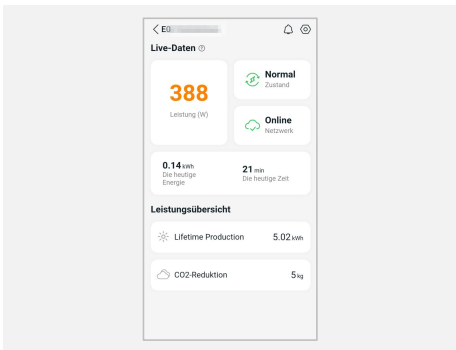 E0
Live-Daten
388
Leistung (W)
Normal
Zustand
Online
Netzwerk
0.14 kWh
Die heutige
Energie
21 min
Die heutige Zeit
Leistungsübersicht
Lifetime Production 5.02 kWh
CO2-Reduktion 5 kg